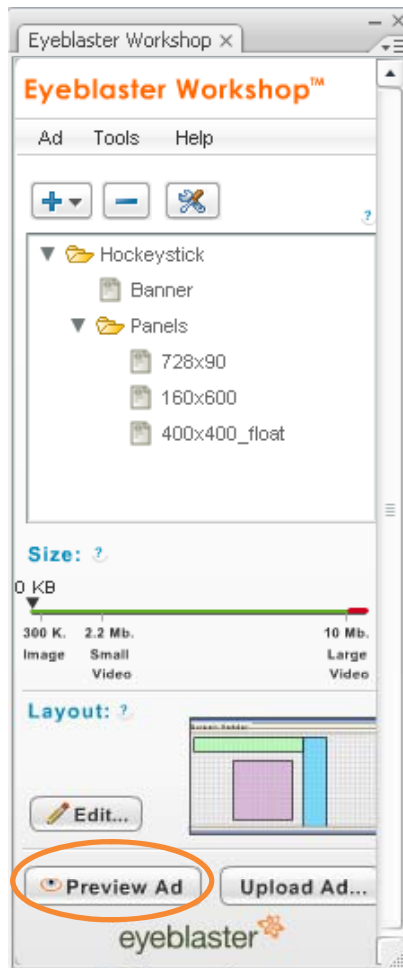 Eyeblaster Workshop ×
Eyeblaster Workshop™
Ad Tools Help
?
Hockeystick
Banner
Panels
728x90
160x600
400x400_float
Size: ?
0 KB
300 K. 2.2 Mb. 10 Mb.
Image Small Large
Video Video
Layout: ?
Edit...
Preview Ad Upload Ad...
eyeblaster